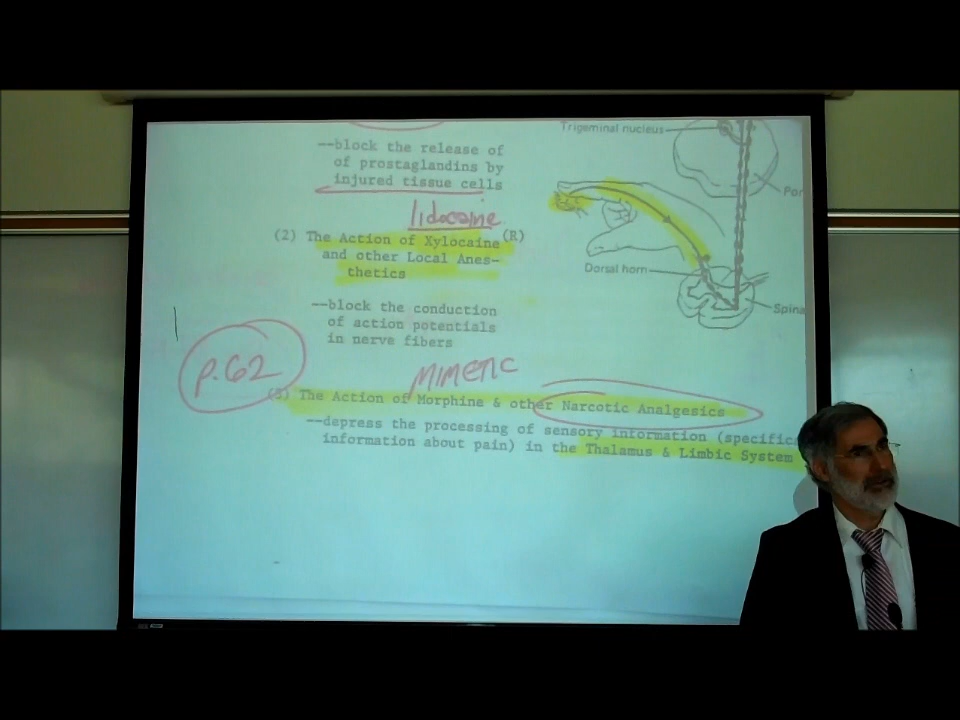 Trigeminal nucleus
--block the release of
of prostaglandins by
injured tissue cells
lidocaine
(2) The Action of Xylocaine (R)
and other Local Anes-
thetics
Dorsal horn
--block the conduction
of action potentials
in nerve fibers
p.62
MIMETIC
(3) The Action of Morphine & other Narcotic Analgesics
--depress the processing of sensory information (specific
information about pain) in the Thalamus & Limbic System